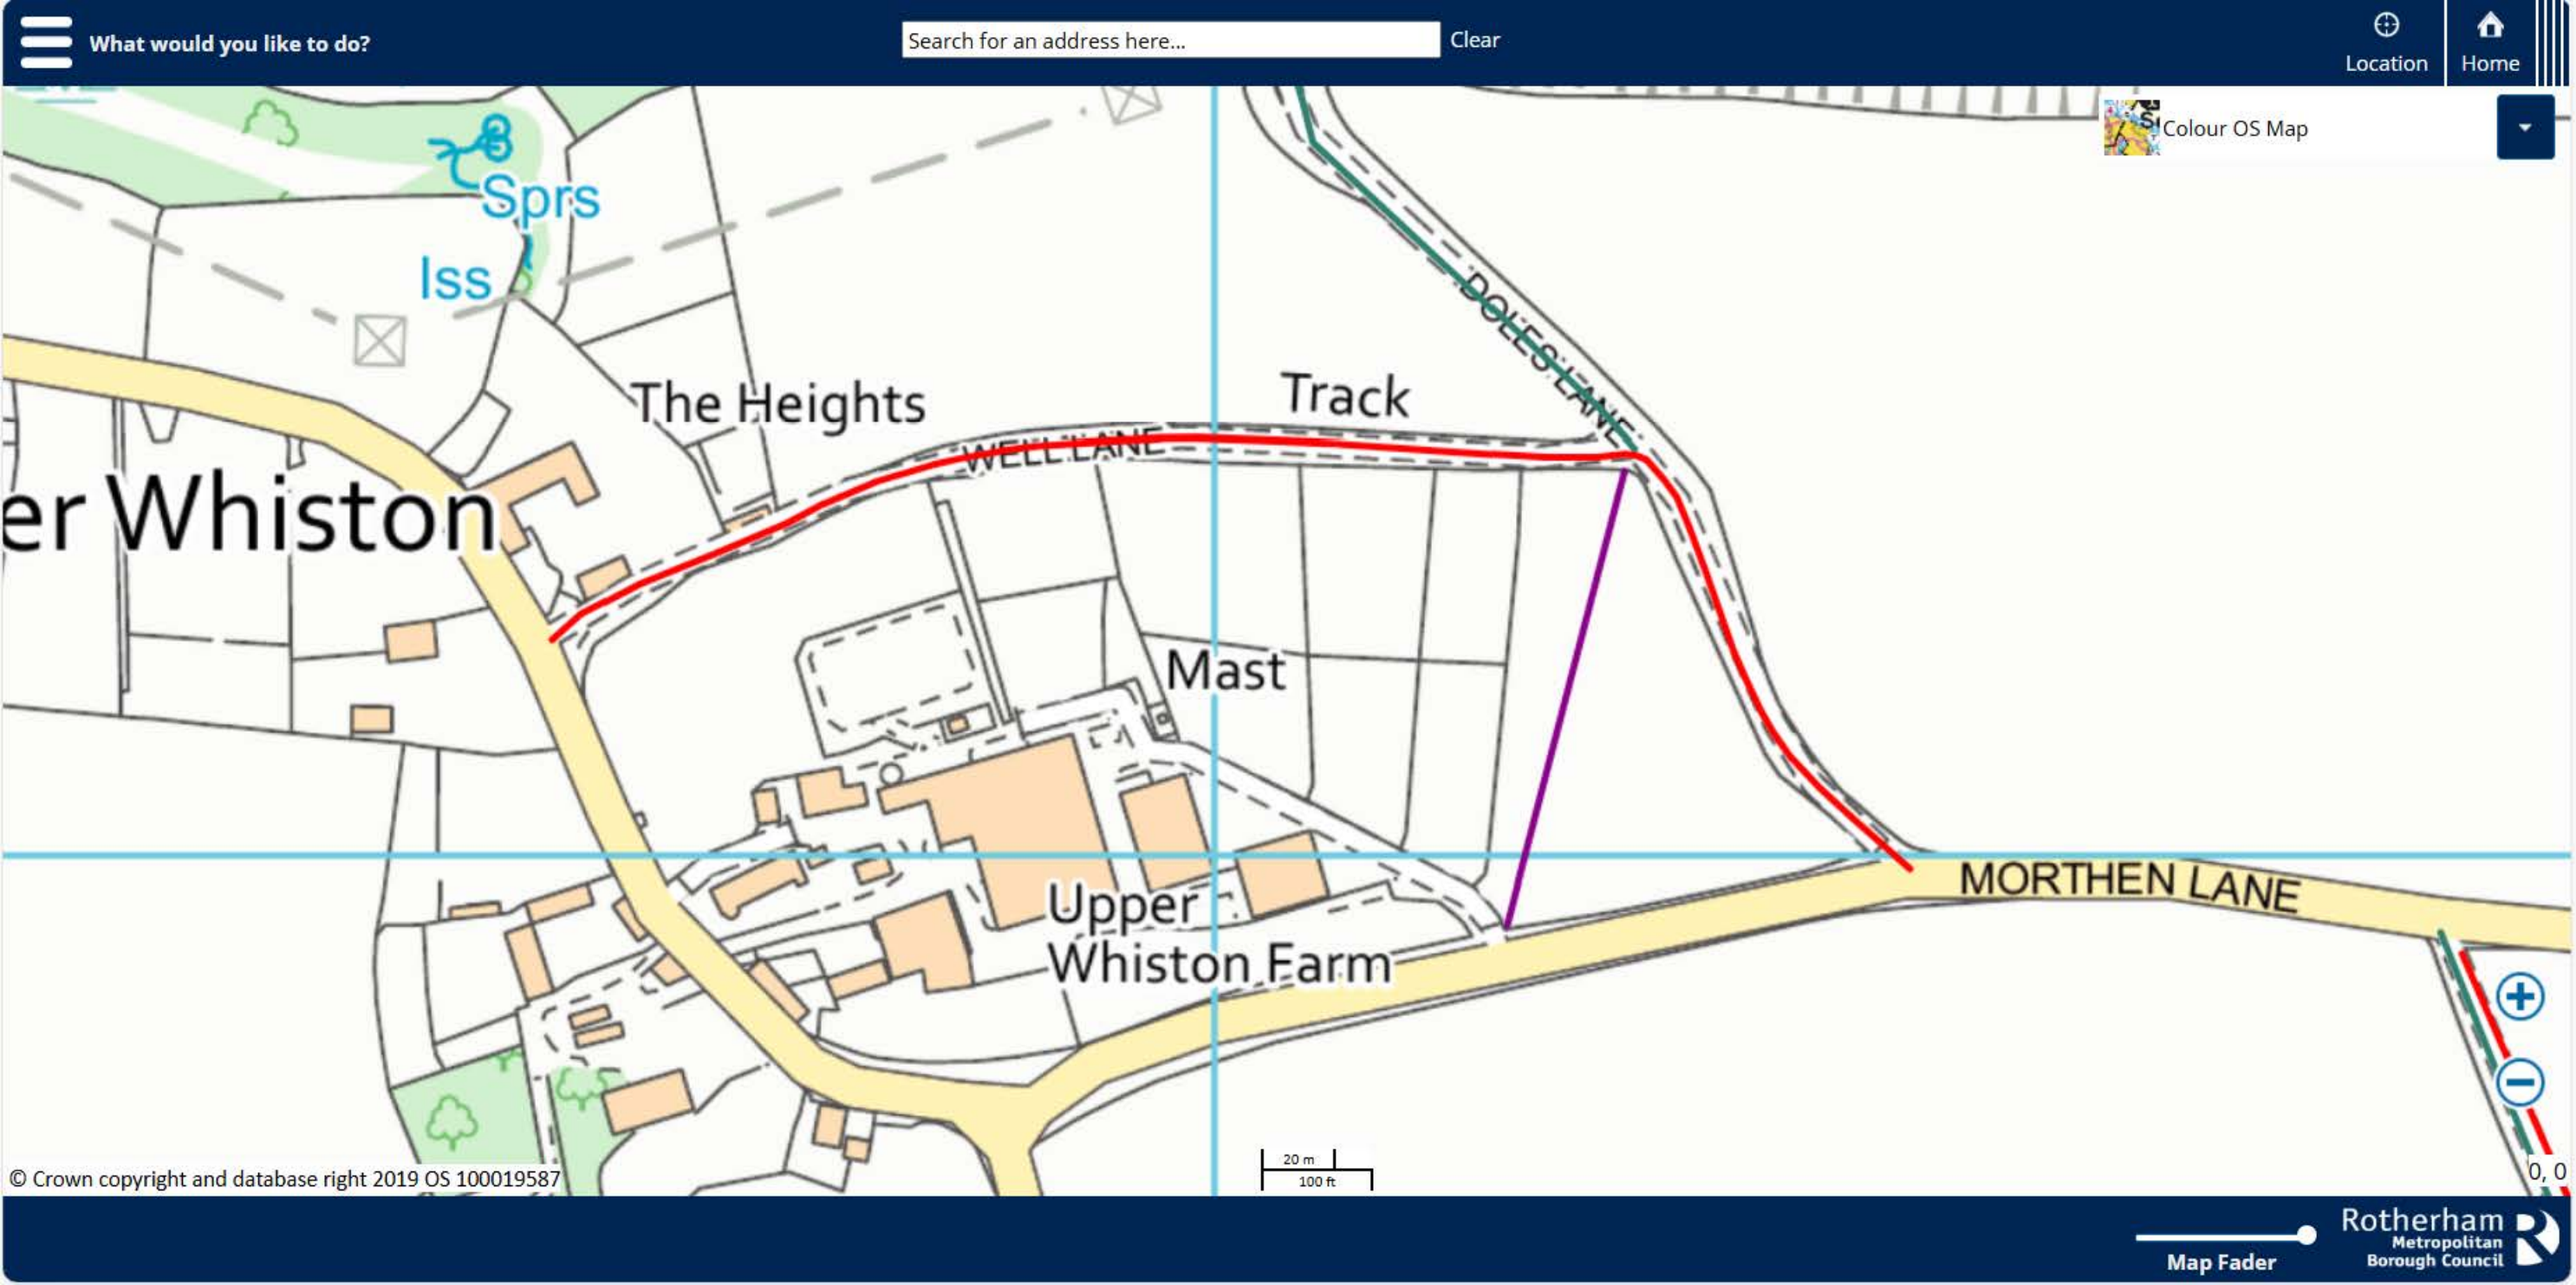 What would you like to do?
Search for an address here...
Clear
Location
Home
Colour OS Map
Sprs
Iss
DOLES LANE
The Heights
Track
WELL LANE
er Whiston
Mast
Upper
Whiston Farm
MORTHEN LANE
20 m
100 ft
© Crown copyright and database right 2019 OS 100019587
0, 0
Map Fader
Rotherham
Metropolitan
Borough Council